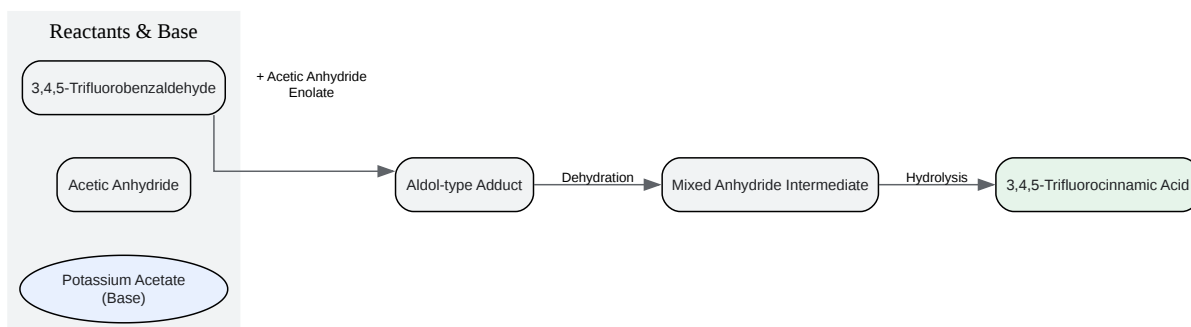 Reactants & Base
3,4,5-Trifluorobenzaldehyde
+ Acetic Anhydride
Enolate
Acetic Anhydride
Aldol-type Adduct
Dehydration
Mixed Anhydride Intermediate
Hydrolysis
3,4,5-Trifluorocinnamic Acid
Potassium Acetate
(Base)